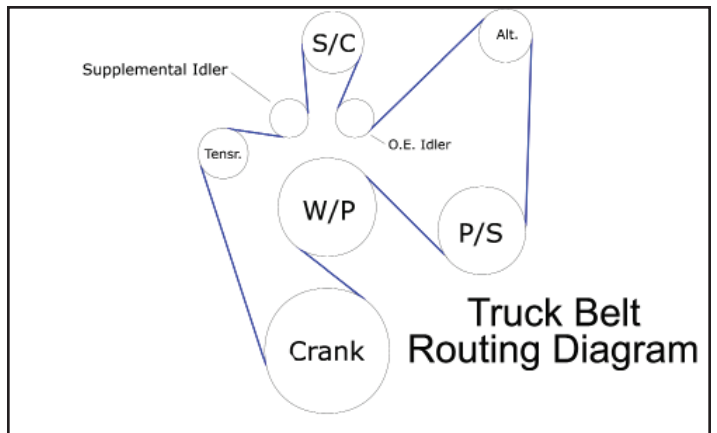 S/C
Alt.
Supplemental Idler
O.E. Idler
Tensr.
W/P
P/S
Truck Belt
Routing Diagram
Crank